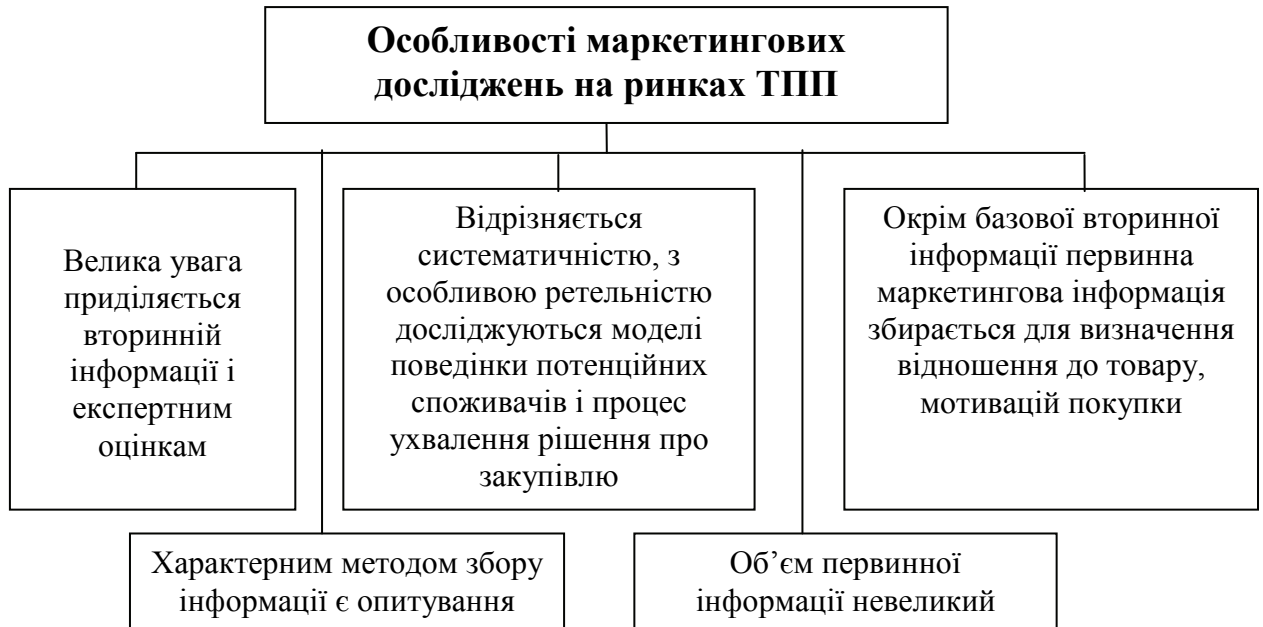 Особливості маркетингових
досліджень на ринках ТПП
Велика увага
приділяється
вторинній
інформації і
експертним
оцінкам
Відрізняється
систематичністю, з
особливою ретельністю
досліджуються моделі
поведінки потенційних
споживачів і процес
ухвалення рішення про
закупівлю
Окрім базової вторинної
інформації первинна
маркетингова інформація
збирається для визначення
відношення до товару,
мотивацій покупки
Характерним методом збору
інформації є опитування
Об’єм первинної
інформації невеликий